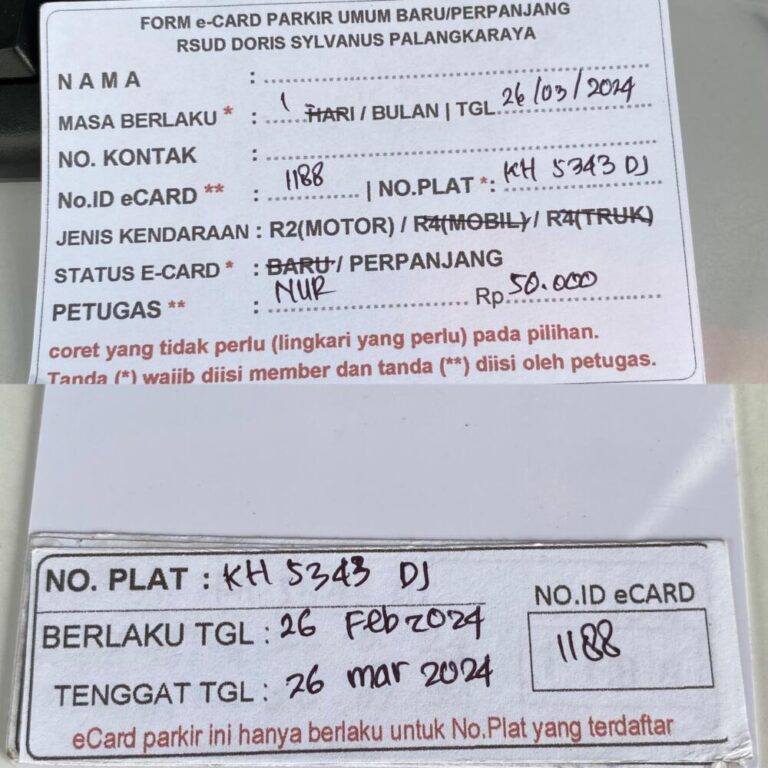 FORM e-CARD PARKIR UMUM BARU/PERPANJANG
RSUD DORIS SYLVANUS PALANGKARAYA
NAMA :
MASA BERLAKU * : 1 HARI / BULAN | TGL. 26/03/2024
NO. KONTAK :
No.ID eCARD ** : 1188 | NO.PLAT *: KH 5343 DJ
JENIS KENDARAAN : R2(MOTOR) / R4(MOBIL) / R4(TRUK)
STATUS E-CARD * : BARU / PERPANJANG
PETUGAS ** : NUR Rp 50.000
coret yang tidak perlu (lingkari yang perlu) pada pilihan.
Tanda (*) wajib diisi member dan tanda (**) diisi oleh petugas.
NO. PLAT : KH 5343 DJ
NO.ID eCARD
BERLAKU TGL : 26 Feb 2024
1188
TENGGAT TGL : 26 mar 2024
eCard parkir ini hanya berlaku untuk No.Plat yang terdaftar